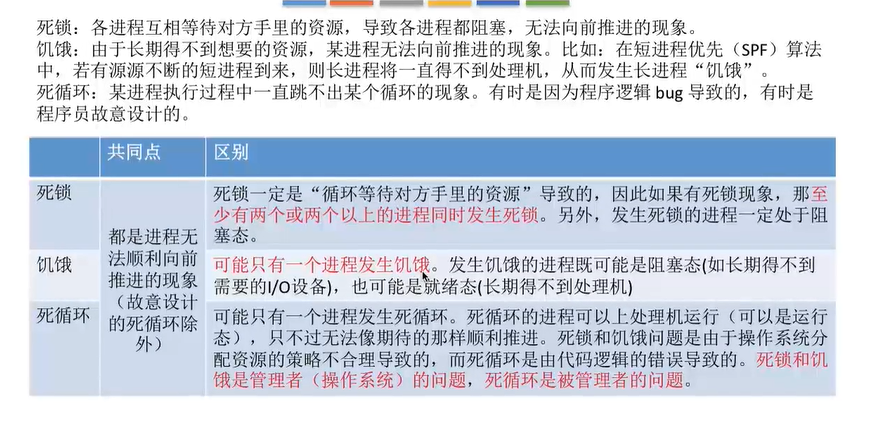 死锁：各进程互相等待对方手里的资源，导致各进程都阻塞，无法向前推进的现象。
饥饿：由于长期得不到想要的资源，某进程无法向前推进的现象。比如：在短进程优先（SPF）算法
中，若有源源不断的短进程到来，则长进程将一直得不到处理机，从而发生长进程“饥饿”。
死循环：某进程执行过程中一直跳不出某个循环的现象。有时是因为程序逻辑 bug 导致的，有时是
程序员故意设计的。
共同点
区别
死锁
都是进程无
法顺利向前
推进的现象
（故意设计
的死循环除
外）
死锁一定是“循环等待对方手里的资源”导致的，因此如果有死锁现象，那至
少有两个或两个以上的进程同时发生死锁。另外，发生死锁的进程一定处于阻
塞态。
饥饿
可能只有一个进程发生饥饿。发生饥饿的进程既可能是阻塞态(如长期得不到
需要的I/O设备)，也可能是就绪态(长期得不到处理机)
死循环
可能只有一个进程发生死循环。死循环的进程可以上处理机运行（可以是运行
态），只不过无法像期待的那样顺利推进。死锁和饥饿问题是由于操作系统分
配资源的策略不合理导致的，而死循环是由代码逻辑的错误导致的。死锁和饥
饿是管理者（操作系统）的问题，死循环是被管理者的问题。